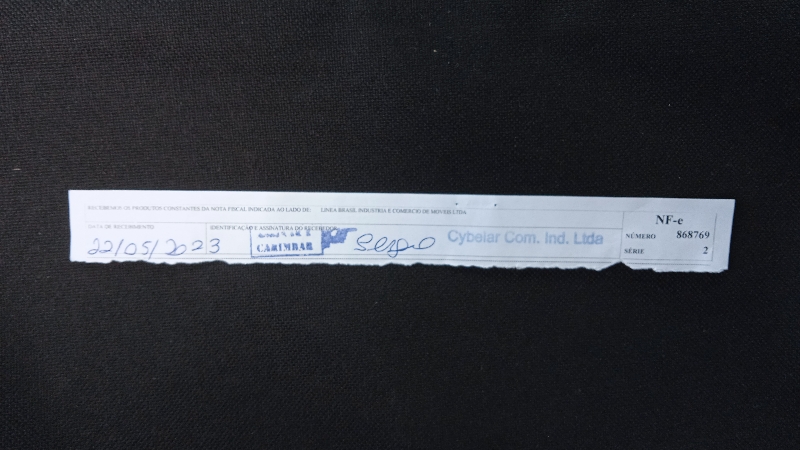 RECEBEMOS OS PRODUTOS CONSTANTES DA NOTA FISCAL INDICADA AO LADO DE: LINEA BRASIL INDUSTRIA E COMERCIO DE MOVEIS LTDA
NF-e
DATA DE RECEBIMENTO IDENTIFICAÇÃO E ASSINATURA DO RECEBEDOR
NÚMERO 868769
22/05/2023 CARIMBAR Cybelar Com. Ind. Ltda
SÉRIE 2